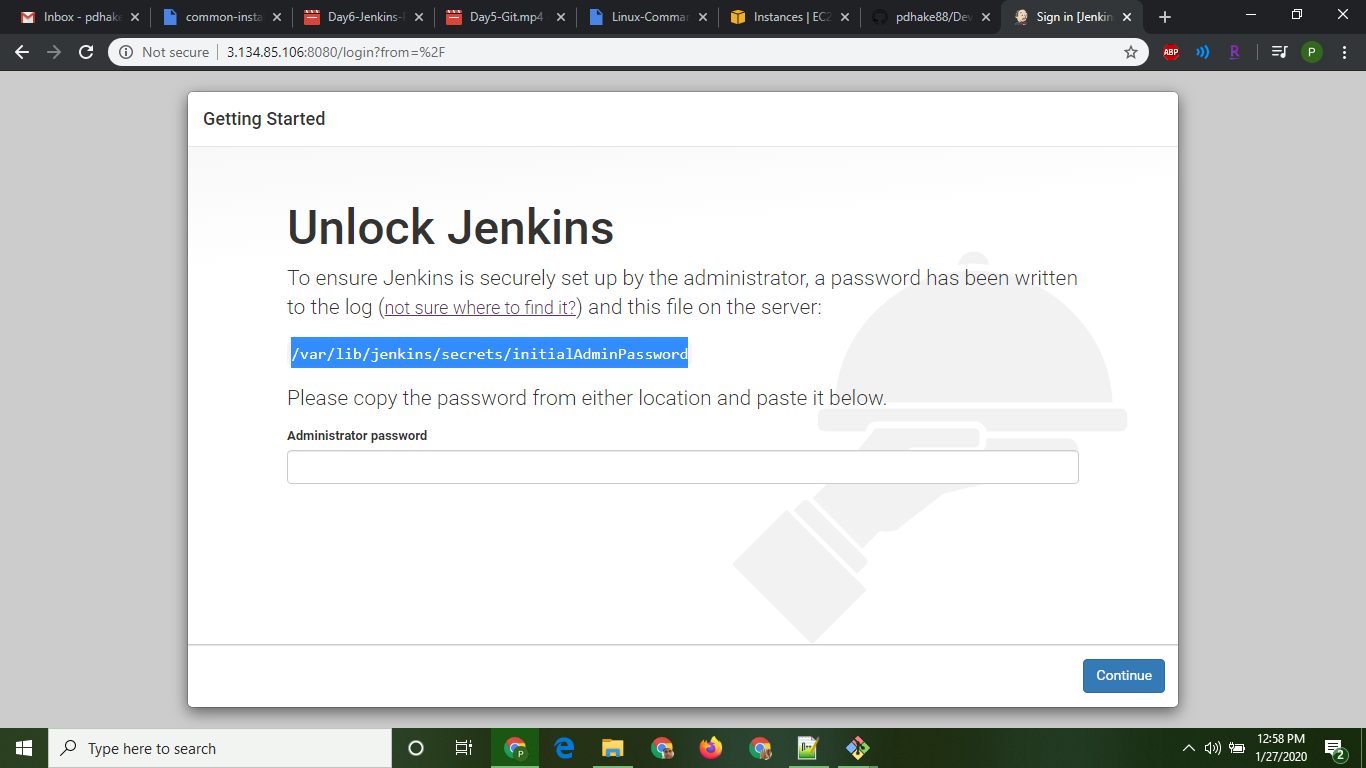 Inbox - pdhake
common-insta
Day6-Jenkins-
Day5-Git.mp4
Linux-Comman
Instances | EC2
pdhake88/Dev
Sign in [Jenkin
Not secure
3.134.85.106:8080/login?from=%2F
ABP
R
P
Getting Started
Unlock Jenkins
To ensure Jenkins is securely set up by the administrator, a password has been written
to the log (not sure where to find it?) and this file on the server:
/var/lib/jenkins/secrets/initialAdminPassword
Please copy the password from either location and paste it below.
Administrator password
Continue
Type here to search
12:58 PM
1/27/2020
2